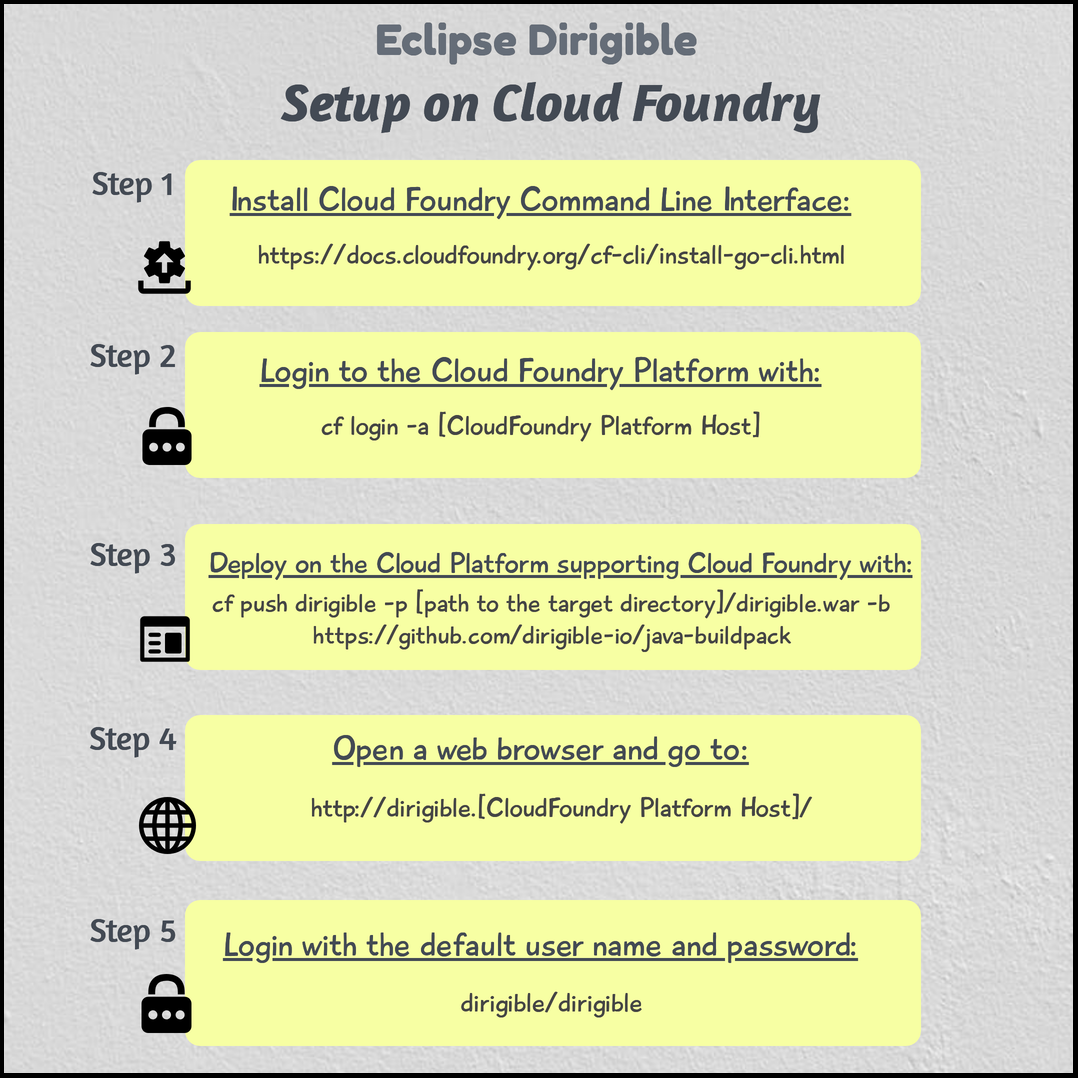 Eclipse Dirigible
Setup on Cloud Foundry
Step 1
Install Cloud Foundry Command Line Interface:
https://docs.cloudfoundry.org/cf-cli/install-go-cli.html
Step 2
Login to the Cloud Foundry Platform with:
cf login -a [CloudFoundry Platform Host]
Step 3
Deploy on the Cloud Platform supporting Cloud Foundry with:
cf push dirigible -p [path to the target directory]/dirigible.war -b
https://github.com/dirigible-io/java-buildpack
Step 4
Open a web browser and go to:
http://dirigible.[CloudFoundry Platform Host]/
Step 5
Login with the default user name and password:
dirigible/dirigible